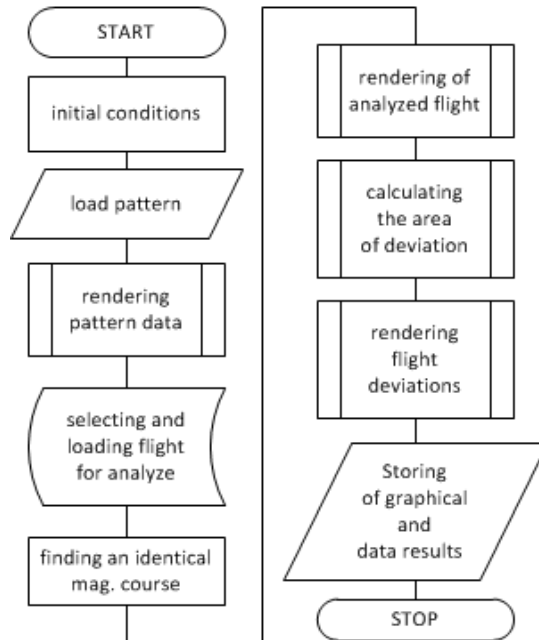 START
initial conditions
load pattern
rendering
pattern data
selecting and
loading flight
for analyze
finding an identical
mag. course
rendering of
analyzed flight
calculating
the area
of deviation
rendering
flight
deviations
Storing
of graphical
and
data results
STOP